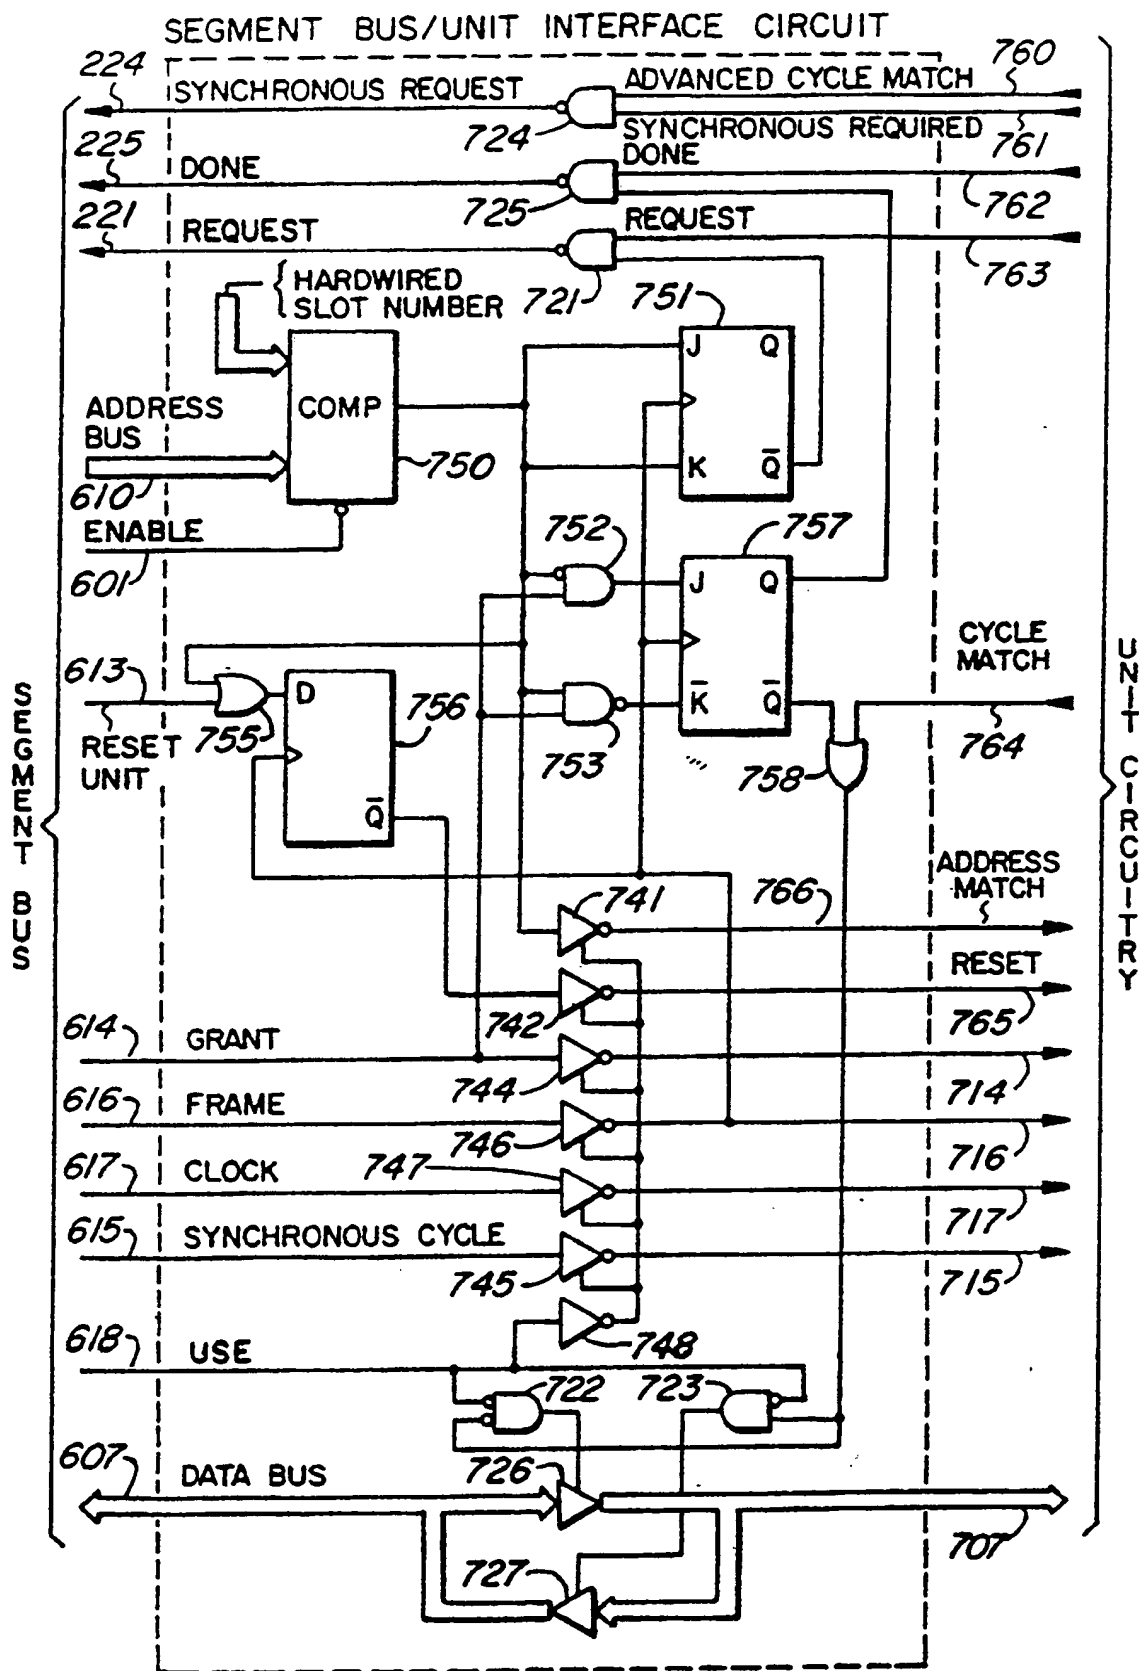 SEGMENT BUS/UNIT INTERFACE CIRCUIT
224
SYNCHRONOUS REQUEST
724
ADVANCED CYCLE MATCH
760
SYNCHRONOUS REQUIRED
761
225
DONE
725
DONE
762
221
REQUEST
721
REQUEST
763
HARDWIRED
SLOT NUMBER
751
J Q
COMP
ADDRESS
BUS
750
K Q̅
610
ENABLE
601
752
757
J Q
CYCLE
MATCH
613
D
756
755
RESET
UNIT
K̅ Q̅
753
758
764
Q̅
SEGMENT BUS
UNIT CIRCUITRY
741
766
ADDRESS
MATCH
RESET
742
765
614
GRANT
744
714
616
FRAME
746
716
617
CLOCK
747
717
615
SYNCHRONOUS CYCLE
745
715
618
USE
748
722
723
607
DATA BUS
726
707
727